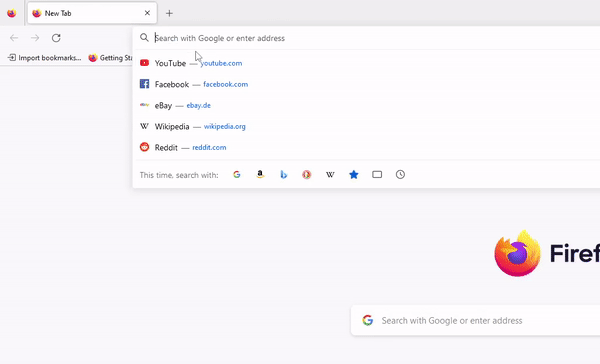 New Tab
Search with Google or enter address
Import bookmarks... Getting Sta
YouTube — youtube.com
Facebook — facebook.com
eBay — ebay.de
Wikipedia — wikipedia.org
Reddit — reddit.com
This time, search with:
Firef
Search with Google or enter address